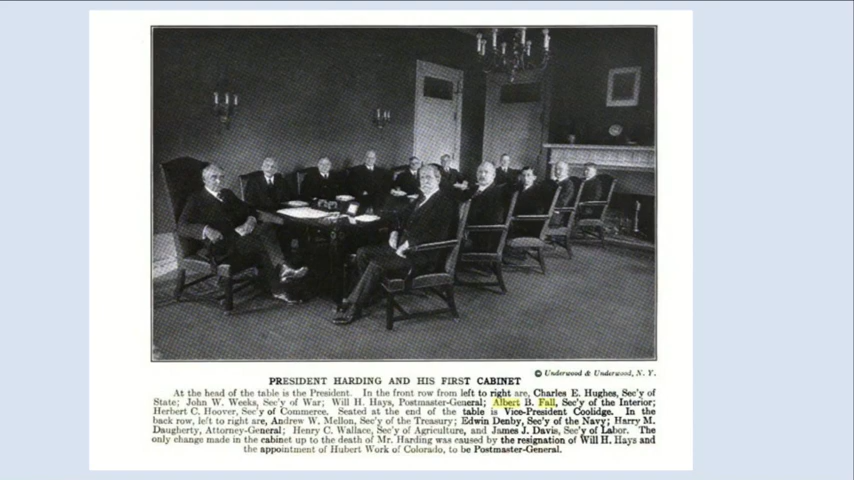 © Underwood & Underwood, N. Y.
PRESIDENT HARDING AND HIS FIRST CABINET
At the head of the table is the President. In the front row from left to right are, Charles E. Hughes, Sec'y of
State; John W. Weeks, Sec'y of War; Will H. Hays, Postmaster-General; Albert B. Fall, Sec'y of the Interior;
Herbert C. Hoover, Sec'y of Commerce. Seated at the end of the table is Vice-President Coolidge. In the
back row, left to right are, Andrew W. Mellon, Sec'y of the Treasury; Edwin Denby, Sec'y of the Navy; Harry M.
Daugherty, Attorney-General; Henry C. Wallace, Sec'y of Agriculture, and James J. Davis, Sec'y of Labor. The
only change made in the cabinet up to the death of Mr. Harding was caused by the resignation of Will H. Hays and
the appointment of Hubert Work of Colorado, to be Postmaster-General.